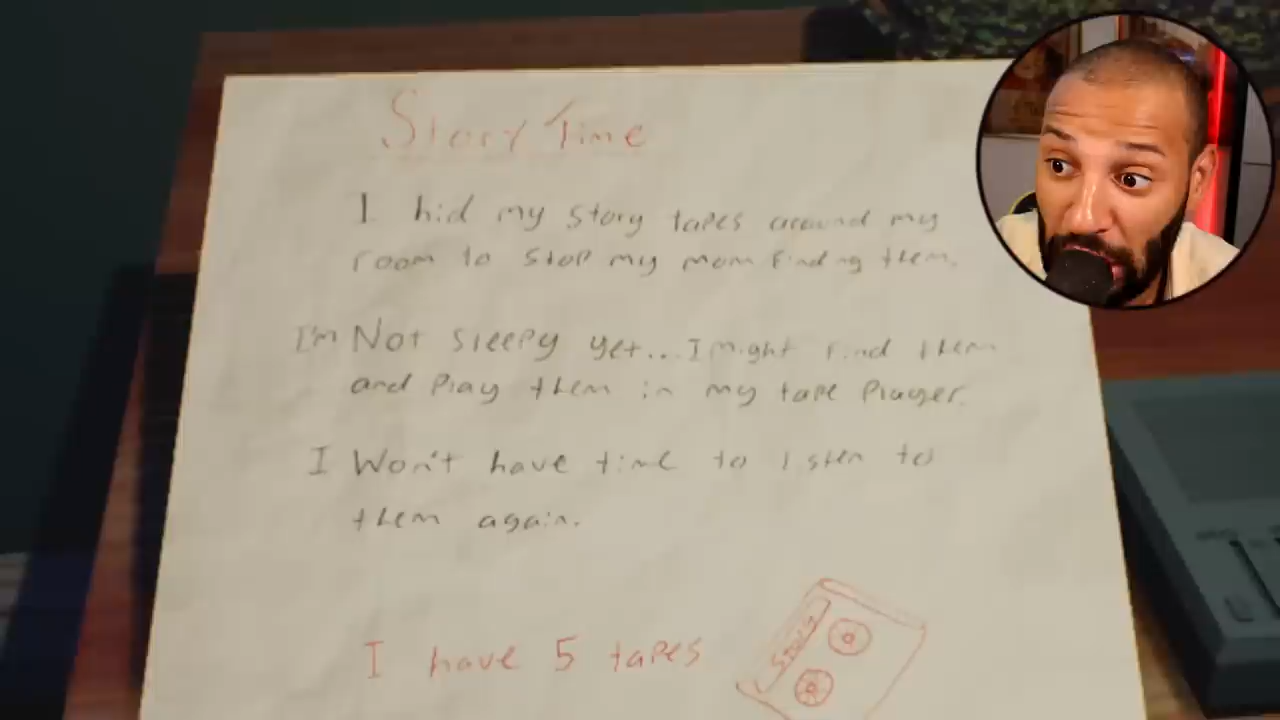 Story Time
I hid my story tapes around my
room to stop my mom finding them.
I'm Not sleepy yet...I might find them
and play them in my tape player.
I Won't have time to listen to
them again.
I have 5 tapes
Story